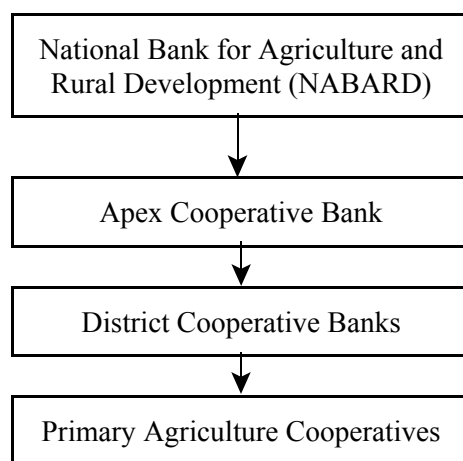 National Bank for Agriculture and
Rural Development (NABARD)
Apex Cooperative Bank
District Cooperative Banks
Primary Agriculture Cooperatives